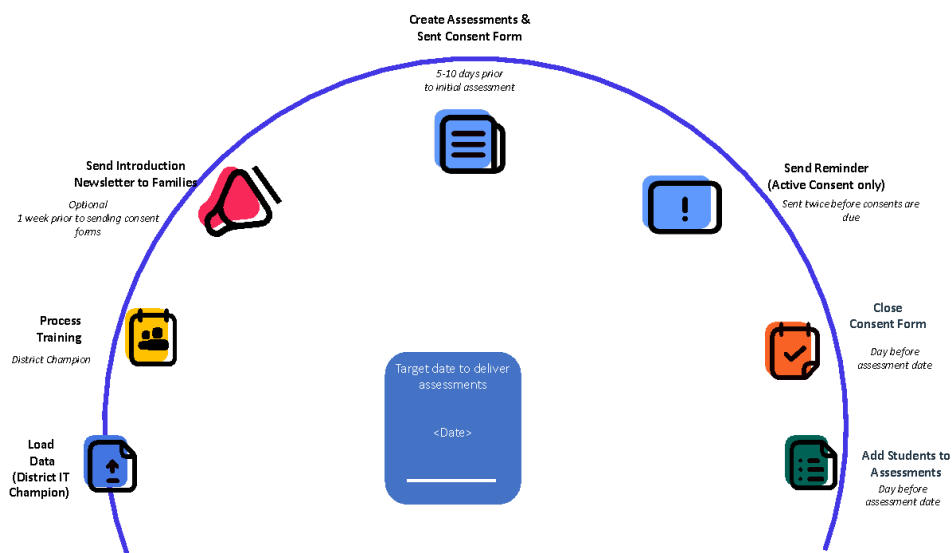 Create Assessments &
Sent Consent Form
5-10 days prior
to initial assessment
Send Introduction
Newsletter to Families
Optional
1 week prior to sending consent
forms
Send Reminder
(Active Consent only)
Sent twice before consents are
due
Process
Training
District Champion
Close
Consent Form
Day before
assessment date
Target date to deliver
assessments
<Date>
Load
Data
(District IT
Champion)
Add Students to
Assessments
Day before
assessment date